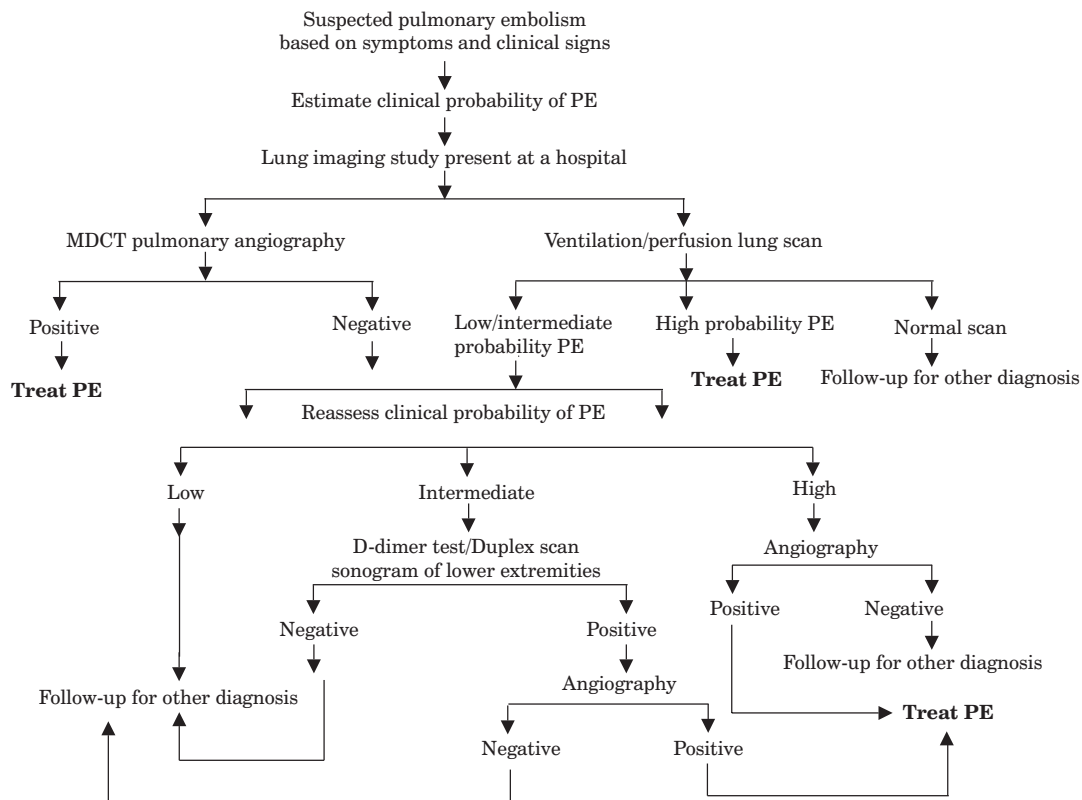 Suspected pulmonary embolism
based on symptoms and clinical signs
Estimate clinical probability of PE
Lung imaging study present at a hospital
MDCT pulmonary angiography
Ventilation/perfusion lung scan
Positive
Negative
Low/intermediate
probability PE
High probability PE
Normal scan
Treat PE
Treat PE
Follow-up for other diagnosis
Reassess clinical probability of PE
Low
Intermediate
High
D-dimer test/Duplex scan
sonogram of lower extremities
Angiography
Positive
Negative
Negative
Positive
Follow-up for other diagnosis
Angiography
Follow-up for other diagnosis
Treat PE
Negative
Positive